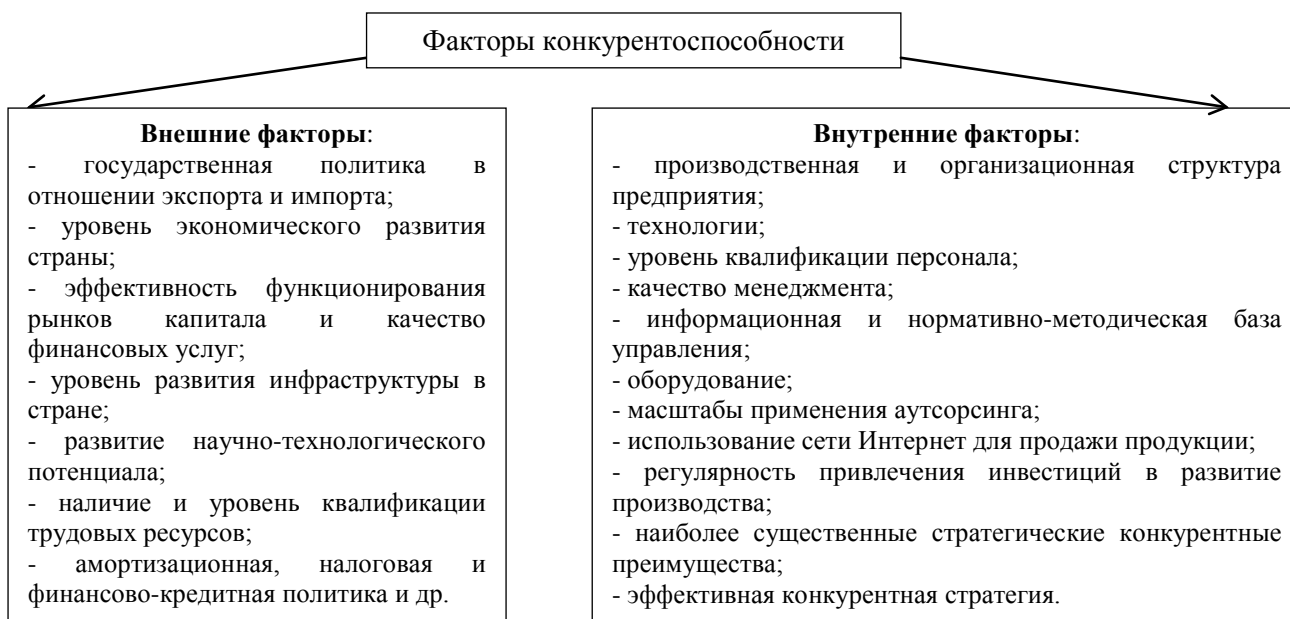 Факторы конкурентоспособности
Внешние факторы:
- государственная политика в
отношении экспорта и импорта;
- уровень экономического развития
страны;
- эффективность функционирования
рынков капитала и качество
финансовых услуг;
- уровень развития инфраструктуры в
стране;
- развитие научно-технологического
потенциала;
- наличие и уровень квалификации
трудовых ресурсов;
- амортизационная, налоговая и
финансово-кредитная политика и др.
Внутренние факторы:
- производственная и организационная структура
предприятия;
- технологии;
- уровень квалификации персонала;
- качество менеджмента;
- информационная и нормативно-методическая база
управления;
- оборудование;
- масштабы применения аутсорсинга;
- использование сети Интернет для продажи продукции;
- регулярность привлечения инвестиций в развитие
производства;
- наиболее существенные стратегические конкурентные
преимущества;
- эффективная конкурентная стратегия.